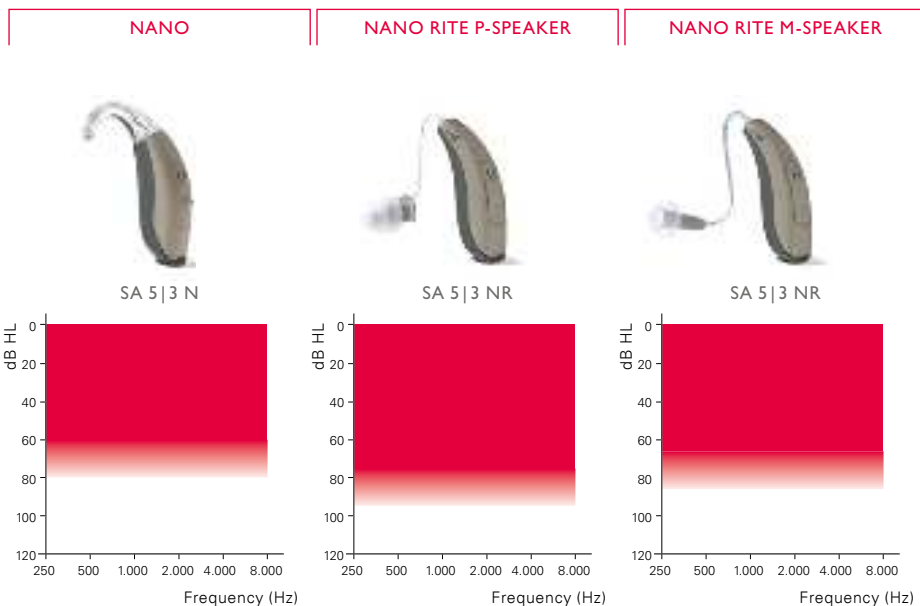 NANO
NANO RITE P-SPEAKER
NANO RITE M-SPEAKER
SA 5|3 N
SA 5|3 NR
SA 5|3 NR
dB HL
0
20
40
60
80
100
120
250 500 1.000 2.000 4.000 8.000
Frequency (Hz)
dB HL
0
20
40
60
80
100
120
250 500 1.000 2.000 4.000 8.000
Frequency (Hz)
dB HL
0
20
40
60
80
100
120
250 500 1.000 2.000 4.000 8.000
Frequency (Hz)